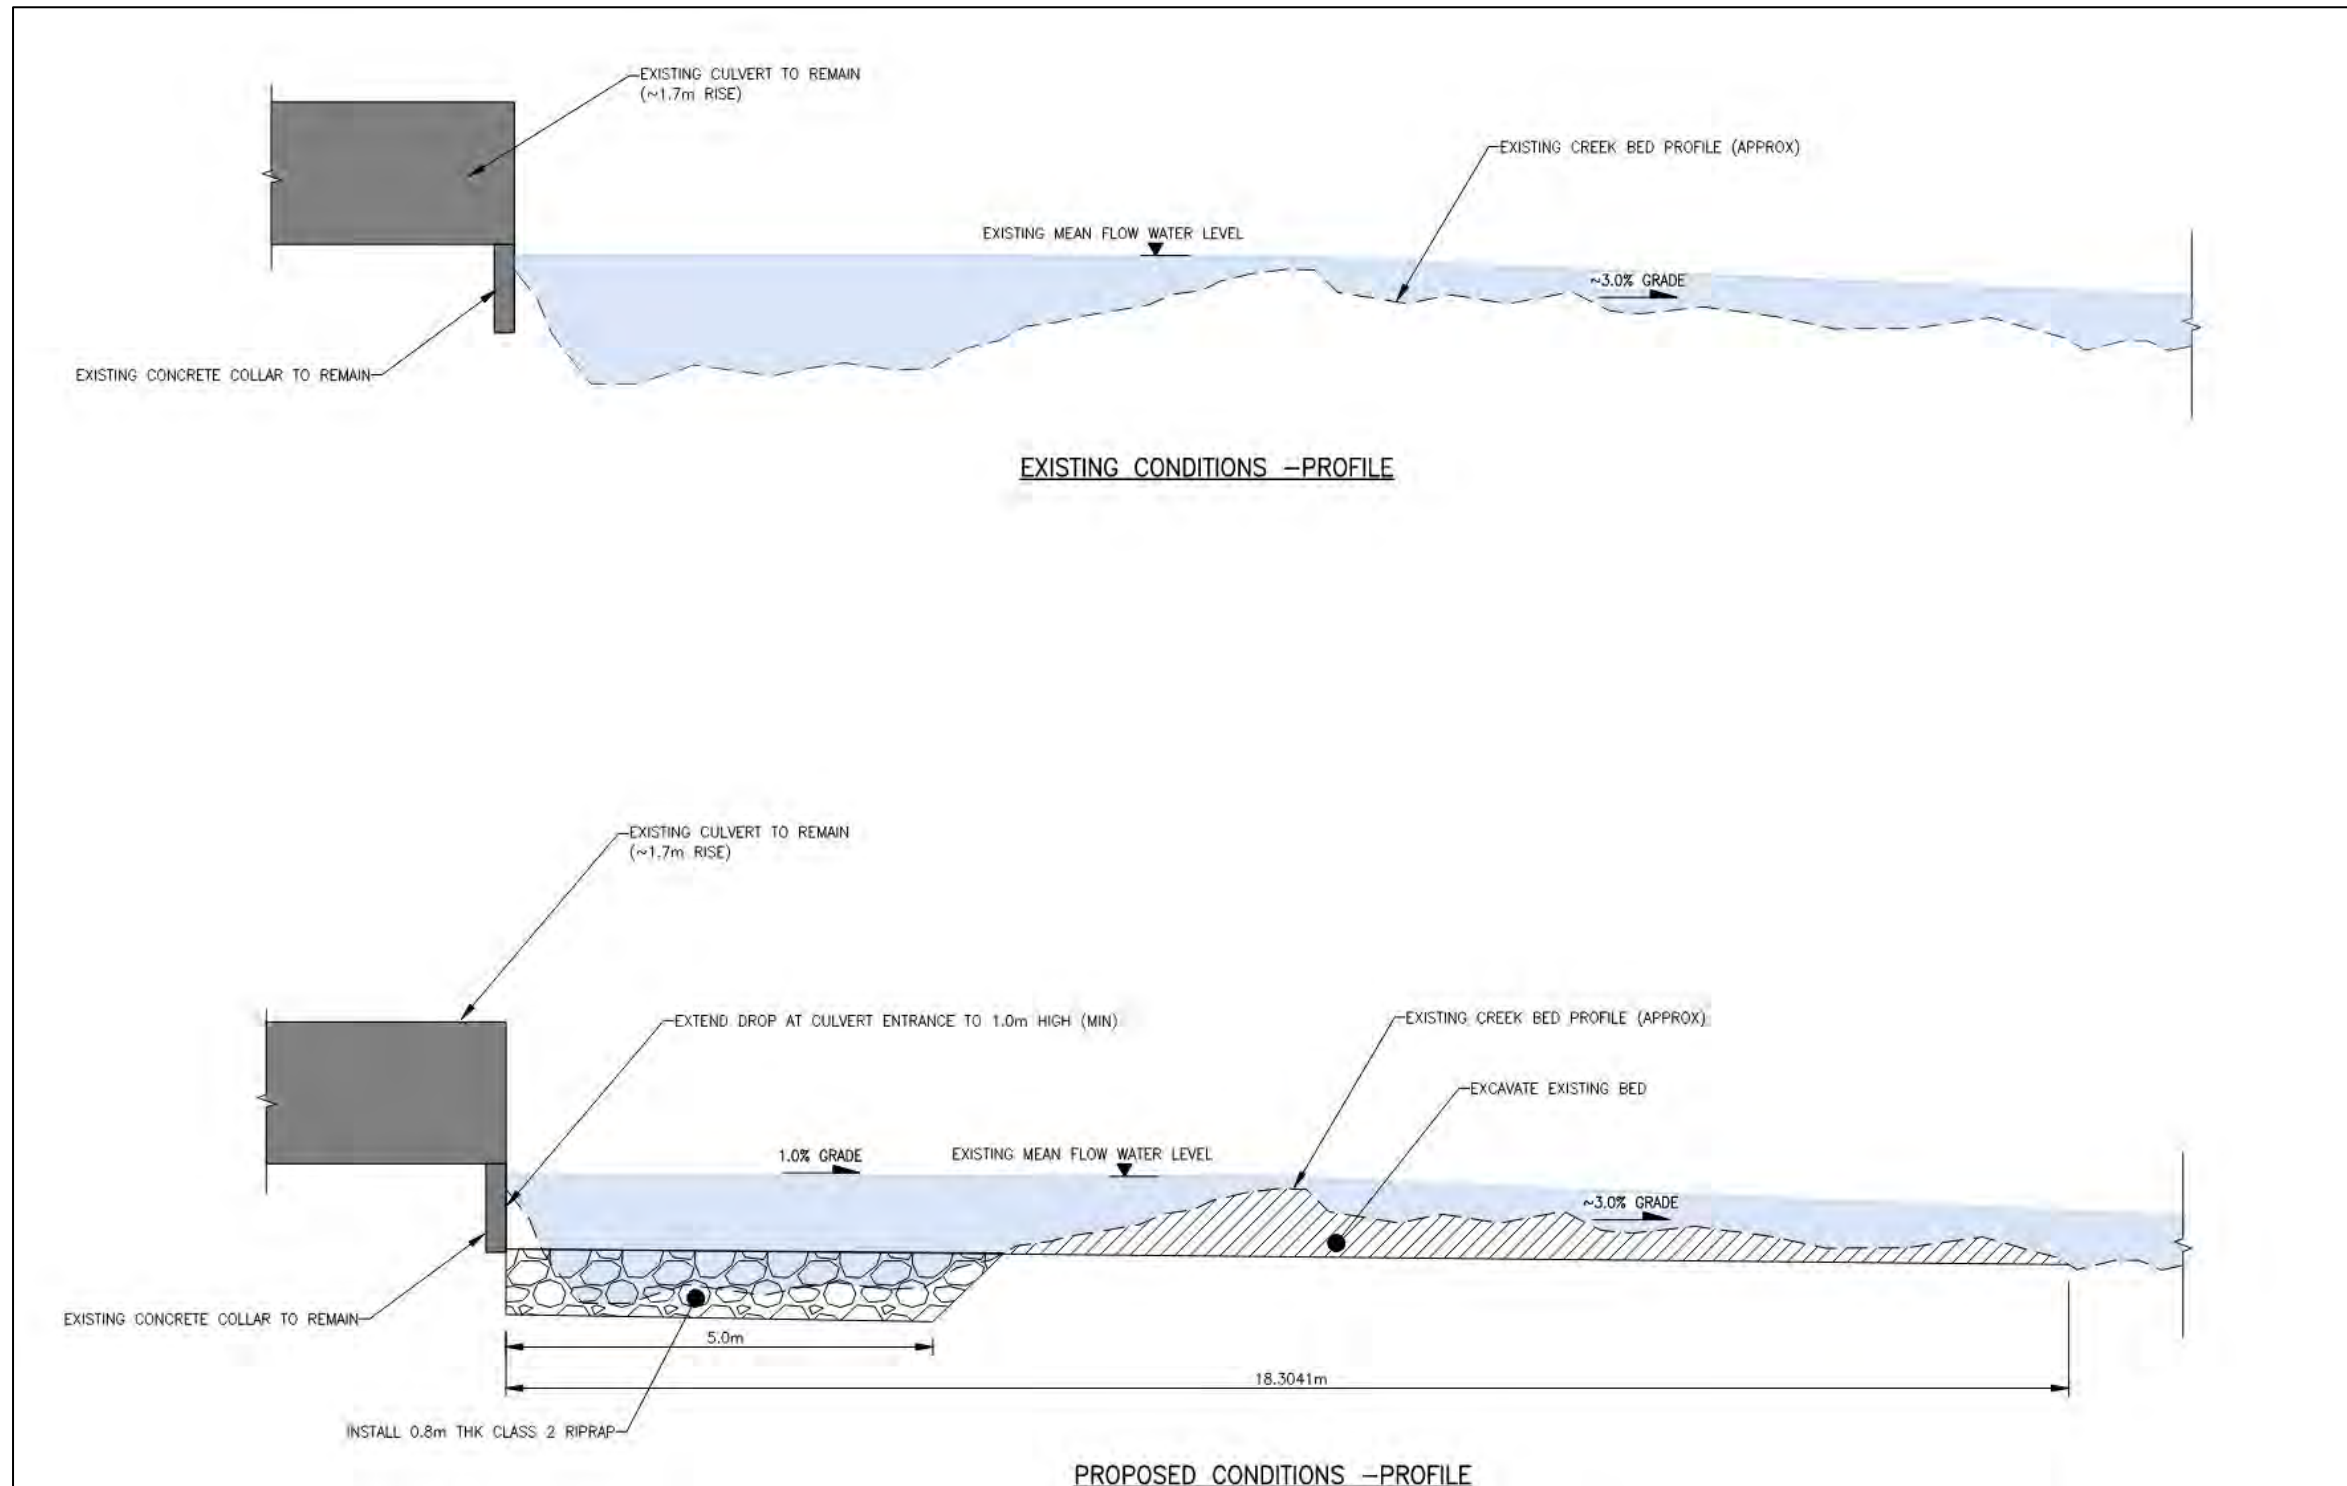 EXISTING CULVERT TO REMAIN
(~1.7m RISE)
EXISTING CREEK BED PROFILE (APPROX)
EXISTING MEAN FLOW WATER LEVEL
~3.0% GRADE
EXISTING CONCRETE COLLAR TO REMAIN
EXISTING CONDITIONS -PROFILE
EXISTING CULVERT TO REMAIN
(~1.7m RISE)
EXTEND DROP AT CULVERT ENTRANCE TO 1.0m HIGH (MIN)
EXISTING CREEK BED PROFILE (APPROX)
EXCAVATE EXISTING BED
1.0% GRADE
EXISTING MEAN FLOW WATER LEVEL
~3.0% GRADE
EXISTING CONCRETE COLLAR TO REMAIN
5.0m
18.3041m
INSTALL 0.8m THK CLASS 2 RIPRAP
PROPOSED CONDITIONS -PROFILE